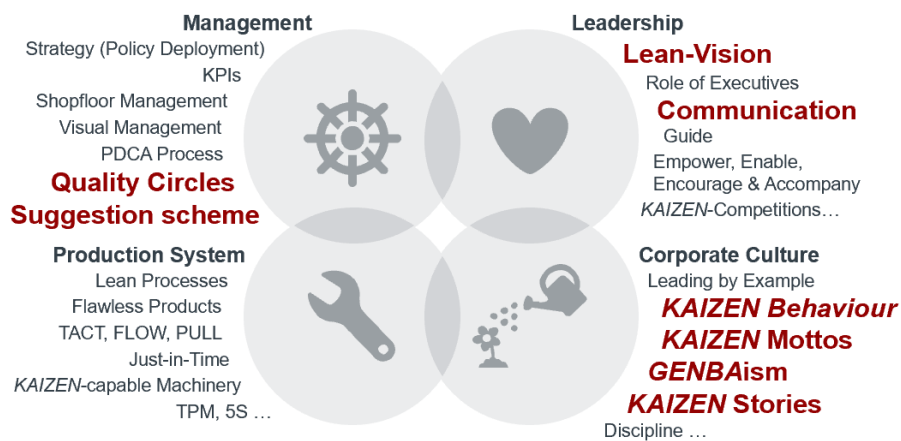 Management
Strategy (Policy Deployment)
KPIs
Shopfloor Management
Visual Management
PDCA Process
Quality Circles
Suggestion scheme
Leadership
Lean-Vision
Role of Executives
Communication
Guide
Empower, Enable,
Encourage & Accompany
KAIZEN-Competitions…
Production System
Lean Processes
Flawless Products
TACT, FLOW, PULL
Just-in-Time
KAIZEN-capable Machinery
TPM, 5S …
Corporate Culture
Leading by Example
KAIZEN Behaviour
KAIZEN Mottos
GENBAism
KAIZEN Stories
Discipline …